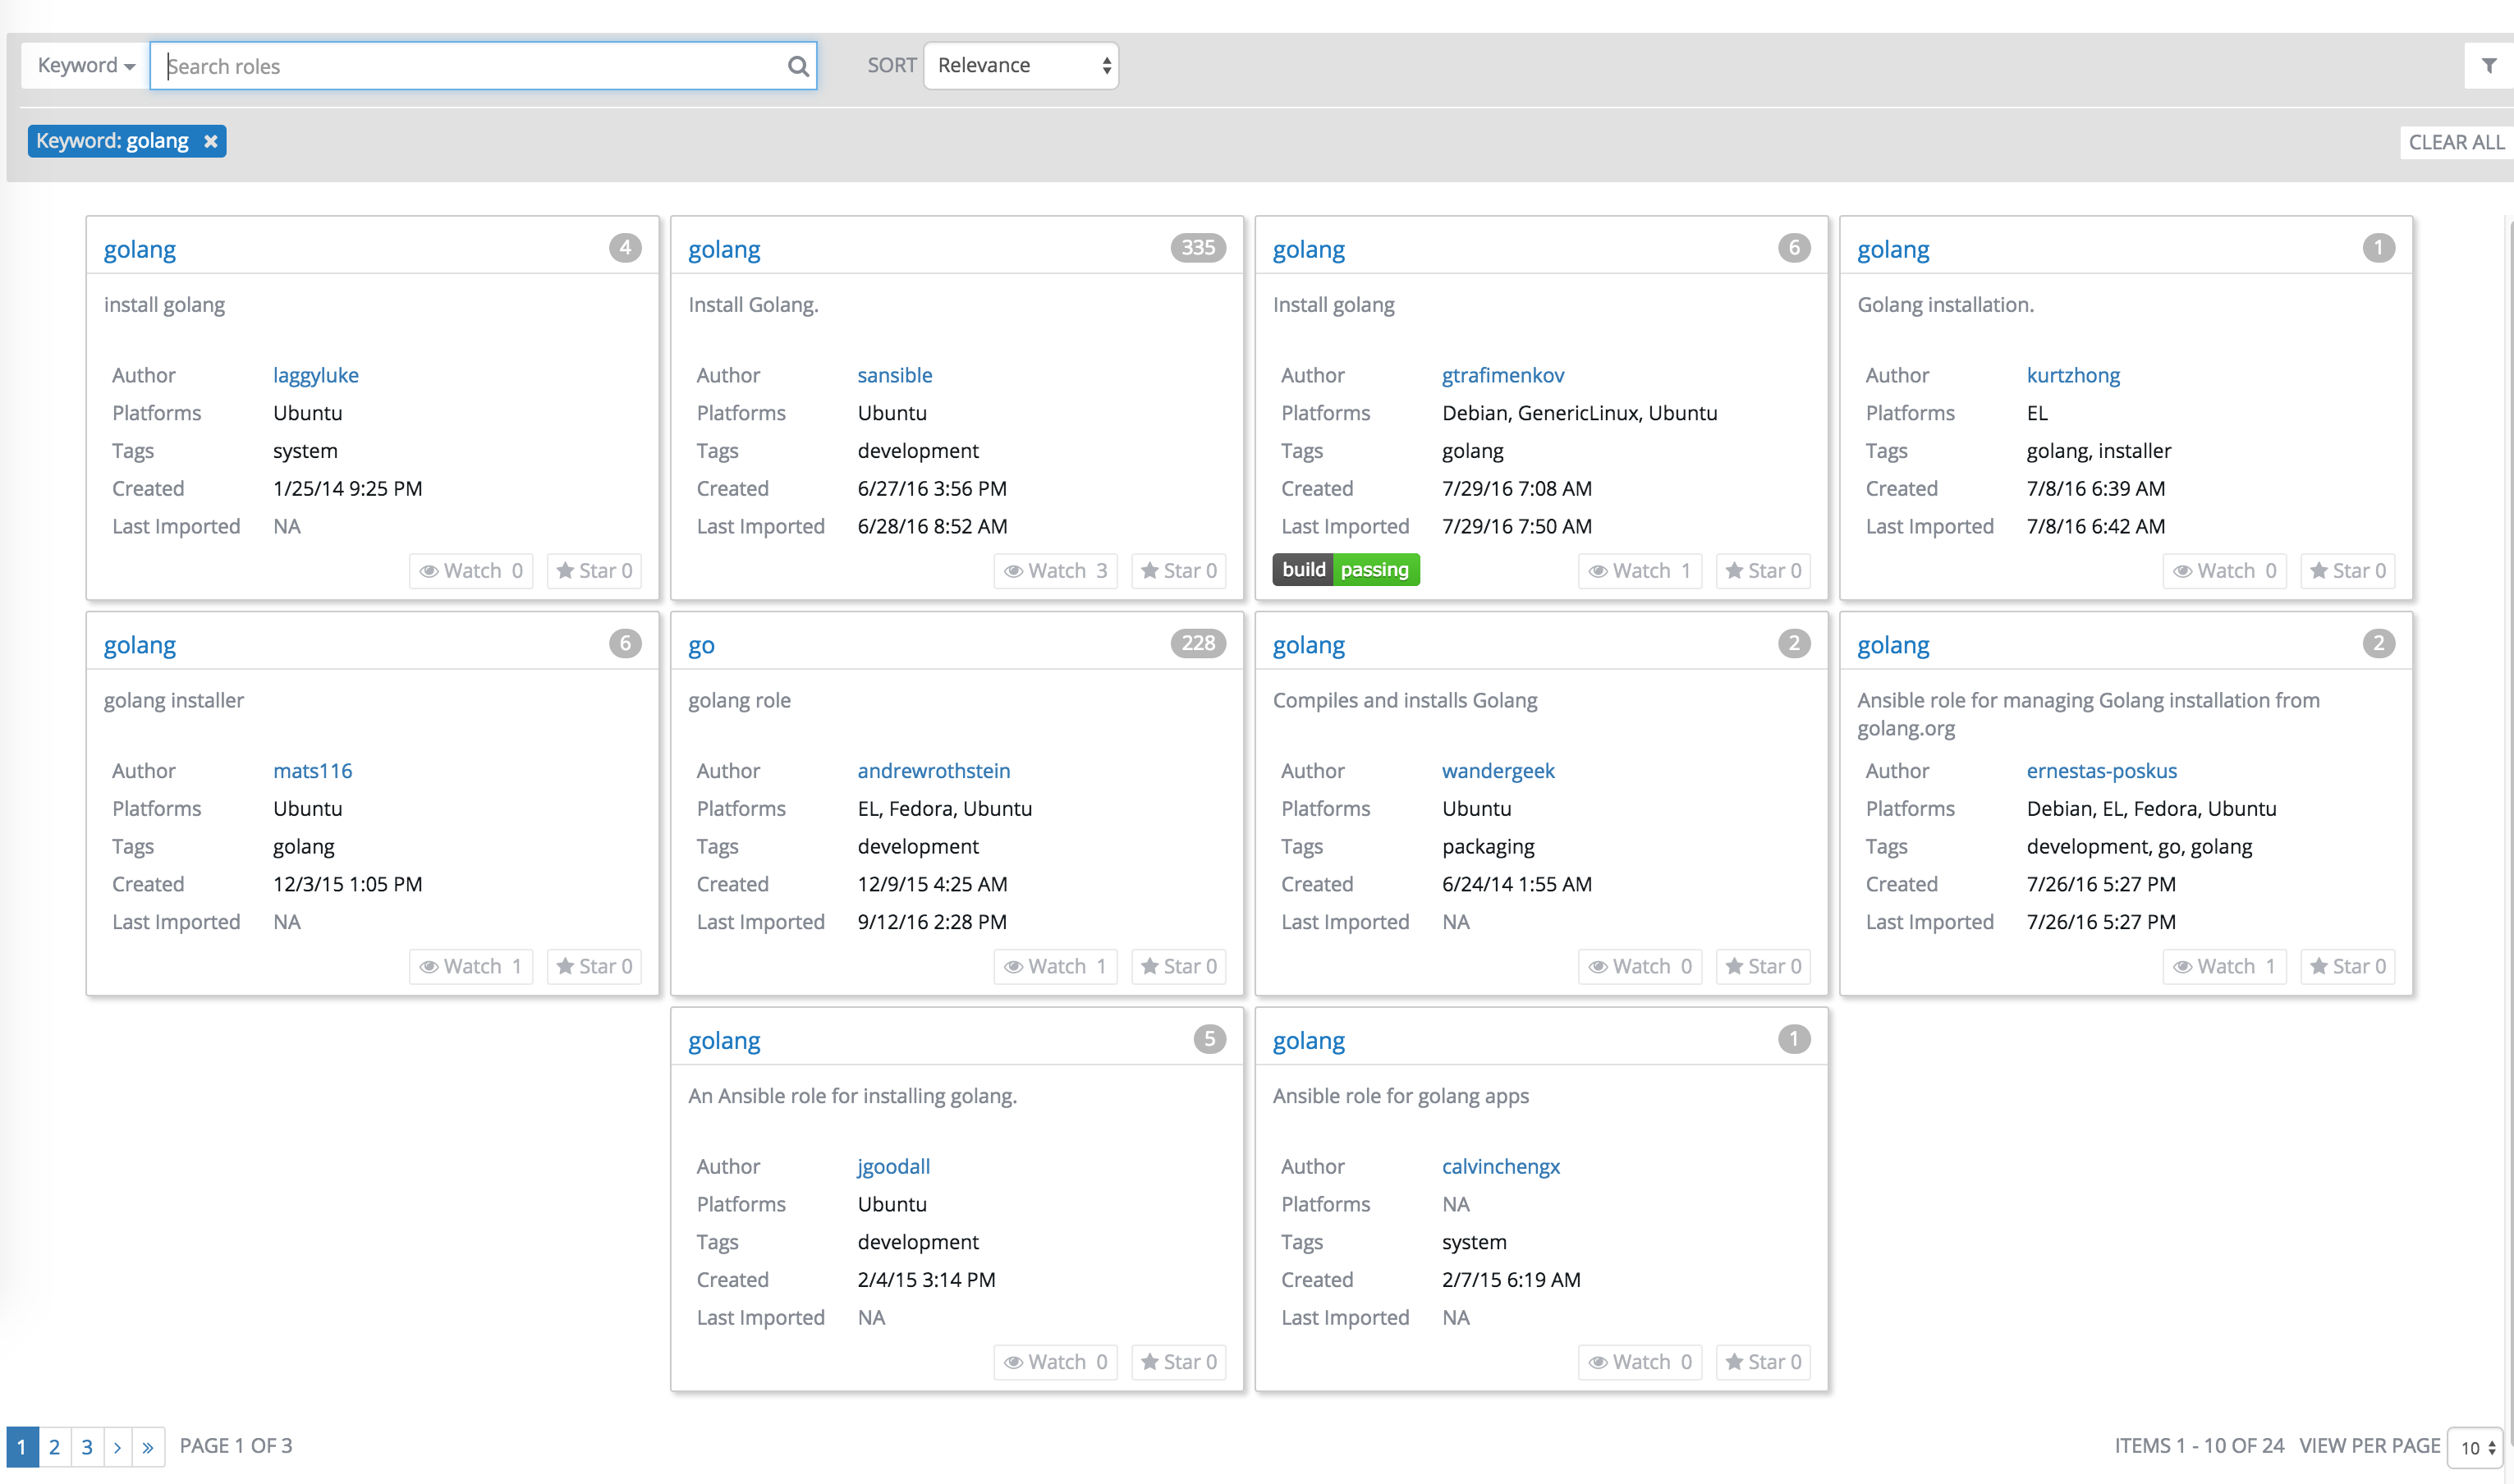 Keyword
Search roles
SORT
Relevance
Keyword: golang
CLEAR ALL
golang 4
install golang
Author laggyluke
Platforms Ubuntu
Tags system
Created 1/25/14 9:25 PM
Last Imported NA
Watch 0 Star 0
golang 335
Install Golang.
Author sansible
Platforms Ubuntu
Tags development
Created 6/27/16 3:56 PM
Last Imported 6/28/16 8:52 AM
Watch 3 Star 0
golang 6
Install golang
Author gtrafimenkov
Platforms Debian, GenericLinux, Ubuntu
Tags golang
Created 7/29/16 7:08 AM
Last Imported 7/29/16 7:50 AM
build passing Watch 1 Star 0
golang 1
Golang installation.
Author kurtzhong
Platforms EL
Tags golang, installer
Created 7/8/16 6:39 AM
Last Imported 7/8/16 6:42 AM
Watch 0 Star 0
golang 6
golang installer
Author mats116
Platforms Ubuntu
Tags golang
Created 12/3/15 1:05 PM
Last Imported NA
Watch 1 Star 0
go 228
golang role
Author andrewrothstein
Platforms EL, Fedora, Ubuntu
Tags development
Created 12/9/15 4:25 AM
Last Imported 9/12/16 2:28 PM
Watch 1 Star 0
golang 2
Compiles and installs Golang
Author wandergeek
Platforms Ubuntu
Tags packaging
Created 6/24/14 1:55 AM
Last Imported NA
Watch 0 Star 0
golang 2
Ansible role for managing Golang installation from
golang.org
Author ernestas-poskus
Platforms Debian, EL, Fedora, Ubuntu
Tags development, go, golang
Created 7/26/16 5:27 PM
Last Imported 7/26/16 5:27 PM
Watch 1 Star 0
golang 5
An Ansible role for installing golang.
Author jgoodall
Platforms Ubuntu
Tags development
Created 2/4/15 3:14 PM
Last Imported NA
Watch 0 Star 0
golang 1
Ansible role for golang apps
Author calvinchengx
Platforms NA
Tags system
Created 2/7/15 6:19 AM
Last Imported NA
Watch 0 Star 0
1 2 3 › » PAGE 1 OF 3
ITEMS 1 - 10 OF 24 VIEW PER PAGE 10